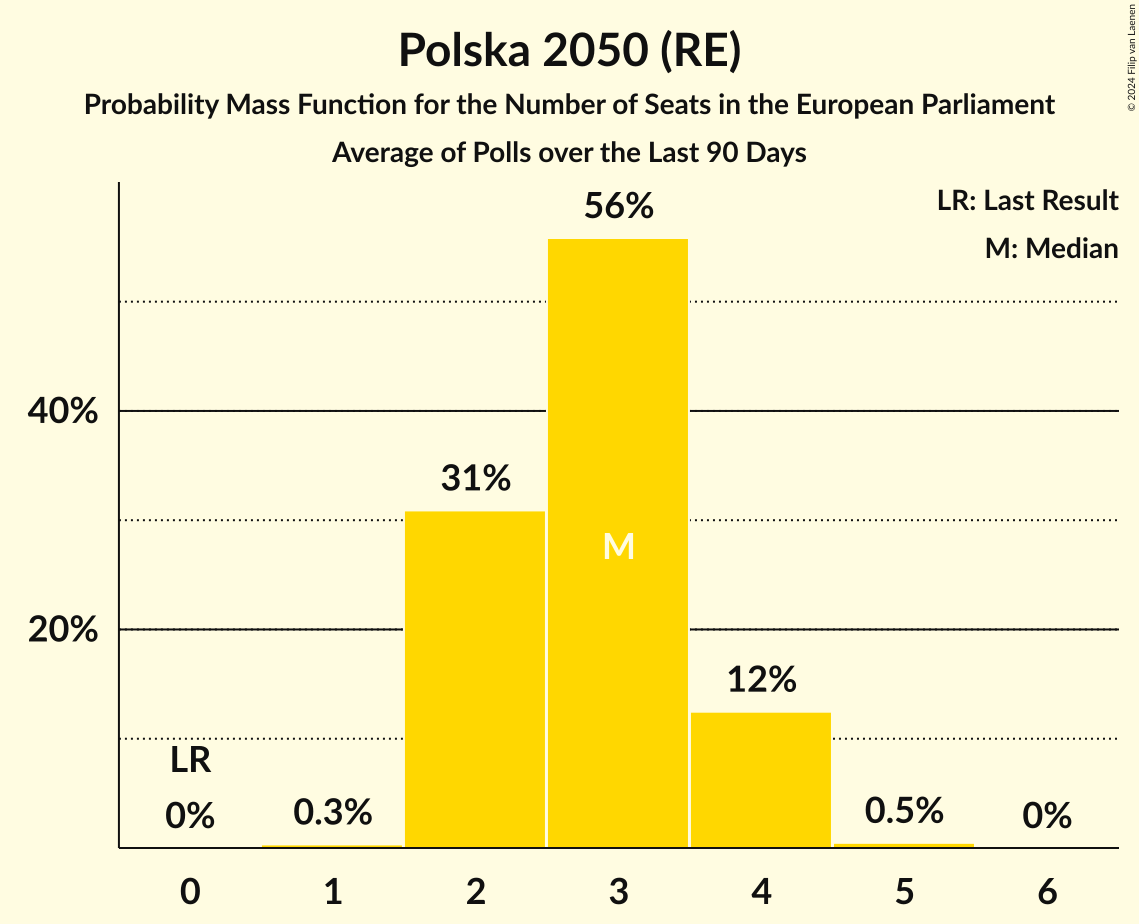 Polska 2050 (RE)
Probability Mass Function for the Number of Seats in the European Parliament
Average of Polls over the Last 90 Days
© 2024 Filip van Laenen
LR: Last Result
M: Median
56%
40%
31%
M
20%
12%
LR
0%
0.3%
0.5%
0%
0 1 2 3 4 5 6